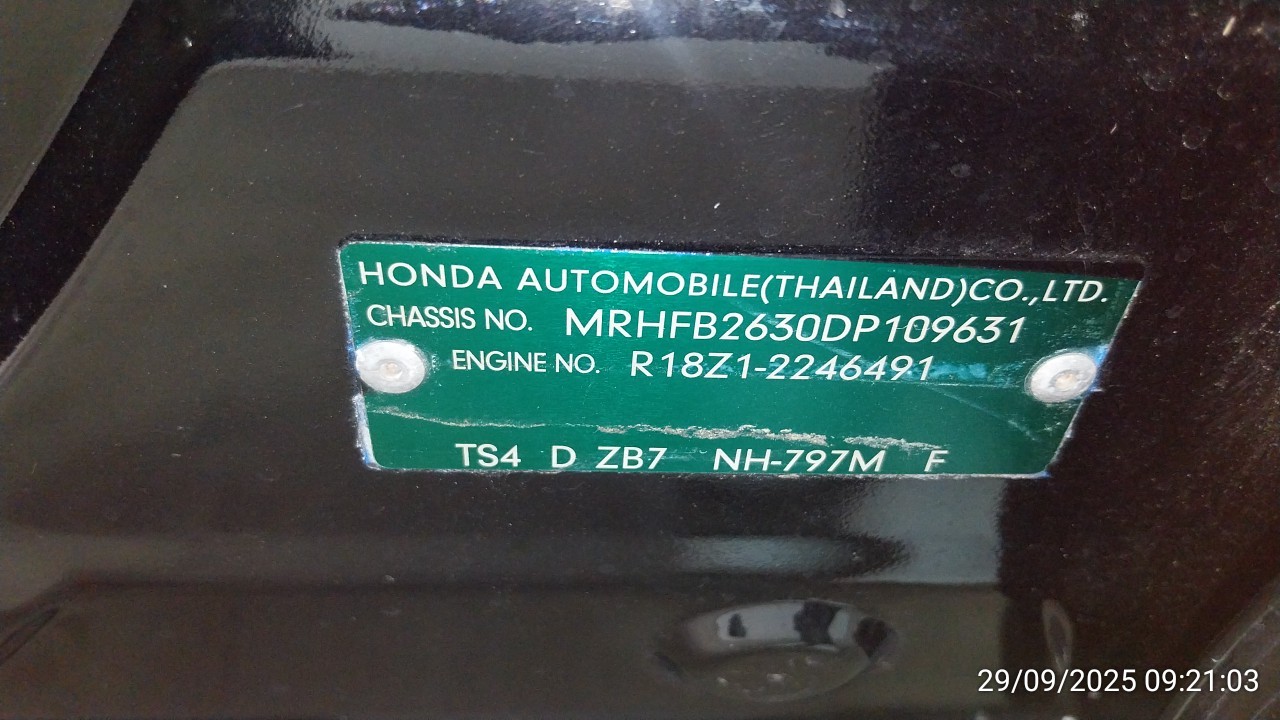 HONDA AUTOMOBILE(THAILAND)CO.,LTD.
CHASSIS NO. MRHFB2630DP109631
ENGINE NO. R18Z1-2246491
TS4 D ZB7 NH-797M F
29/09/2025 09:21:03